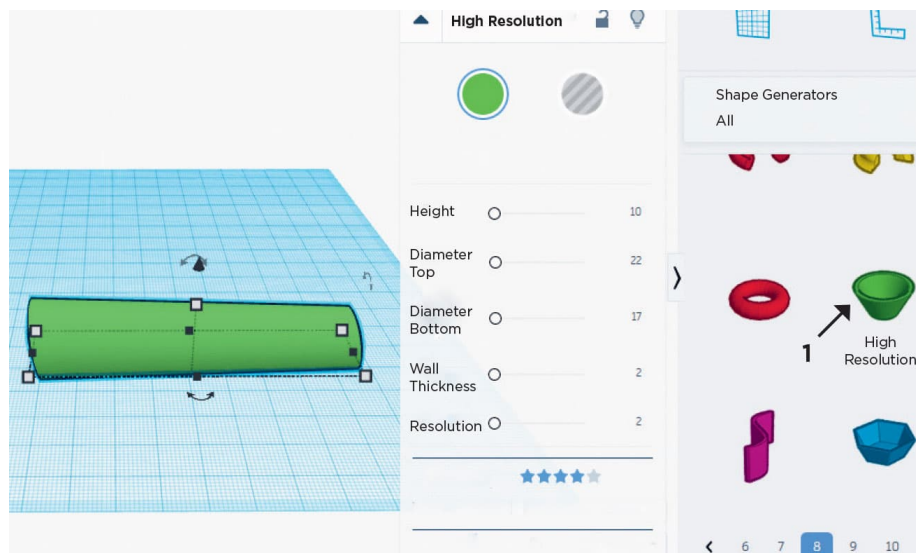 High Resolution
Height 10
Diameter
Top 22
Diameter
Bottom 17
Wall
Thickness 2
Resolution 2
Shape Generators
All
1
High
Resolution
6 7 8 9 10